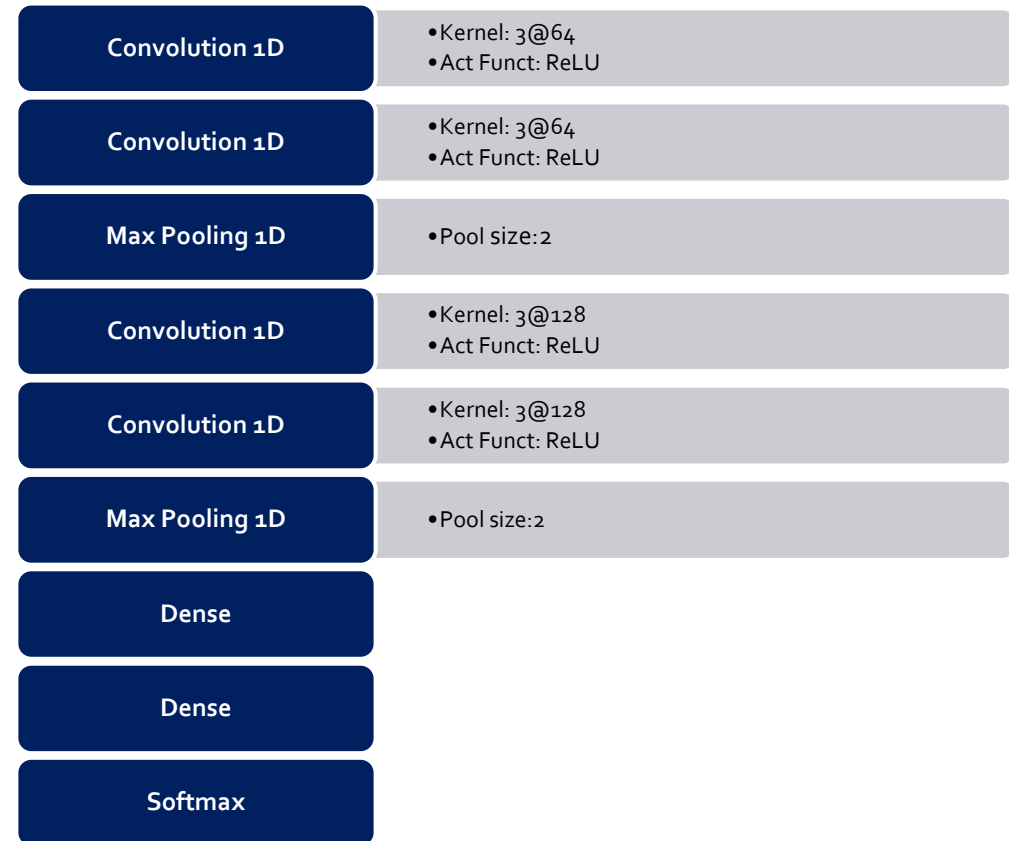 Convolution 1D
•Kernel: 3@64
•Act Funct: ReLU
Convolution 1D
•Kernel: 3@64
•Act Funct: ReLU
Max Pooling 1D
•Pool size:2
Convolution 1D
•Kernel: 3@128
•Act Funct: ReLU
Convolution 1D
•Kernel: 3@128
•Act Funct: ReLU
Max Pooling 1D
•Pool size:2
Dense
Dense
Softmax